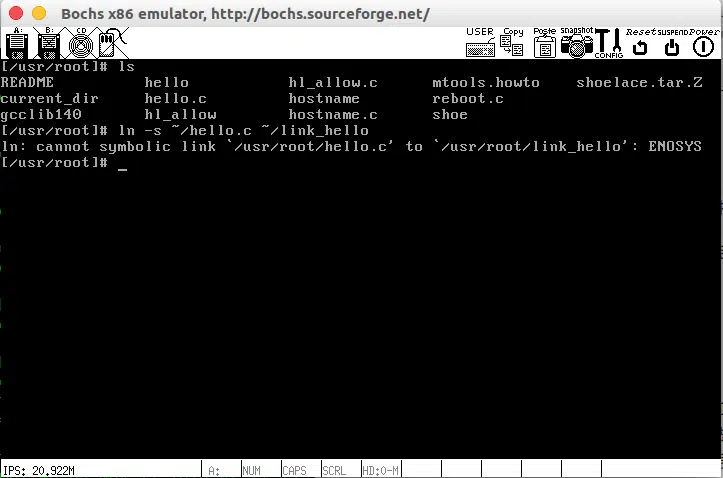 Bochs x86 emulator, http://bochs.sourceforge.net/
A: B: CD USER Copy Paste snapshot CONFIG Reset SUSPEND Power
[/usr/root]# ls
README hello hl_allow.c mtools.howto shoelace.tar.Z
current_dir hello.c hostname reboot.c
gcclib140 hl_allow hostname.c shoe
[/usr/root]# ln -s ~/hello.c ~/link_hello
ln: cannot symbolic link `/usr/root/hello.c' to `/usr/root/link_hello': ENOSYS
[/usr/root]# _
IPS: 20.922M A: NUM CAPS SCRL HD:0-M